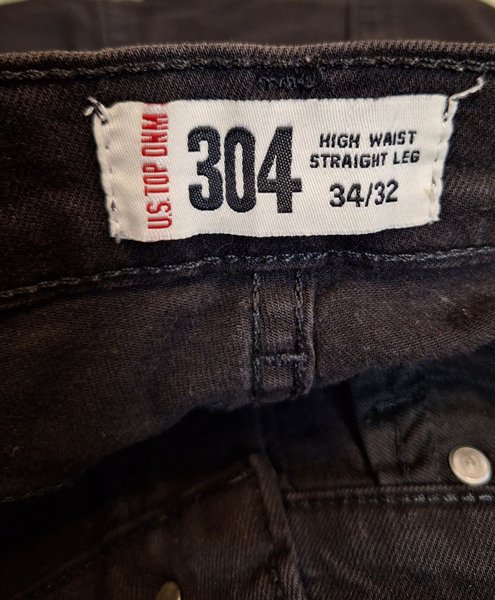 U.S. TOP DNM
304
HIGH WAIST
STRAIGHT LEG
34/32